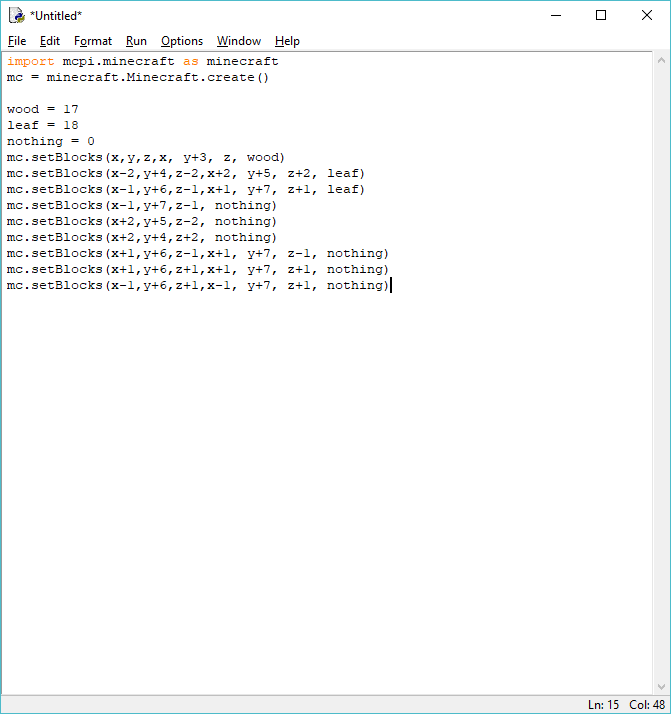 *Untitled*
File Edit Format Run Options Window Help
import mcpi.minecraft as minecraft
mc = minecraft.Minecraft.create()

wood = 17
leaf = 18
nothing = 0
mc.setBlocks(x,y,z,x, y+3, z, wood)
mc.setBlocks(x-2,y+4,z-2,x+2, y+5, z+2, leaf)
mc.setBlocks(x-1,y+6,z-1,x+1, y+7, z+1, leaf)
mc.setBlocks(x-1,y+7,z-1, nothing)
mc.setBlocks(x+2,y+5,z-2, nothing)
mc.setBlocks(x+2,y+4,z+2, nothing)
mc.setBlocks(x+1,y+6,z-1,x+1, y+7, z-1, nothing)
mc.setBlocks(x+1,y+6,z+1,x+1, y+7, z+1, nothing)
mc.setBlocks(x-1,y+6,z+1,x-1, y+7, z+1, nothing)
Ln: 15 Col: 48